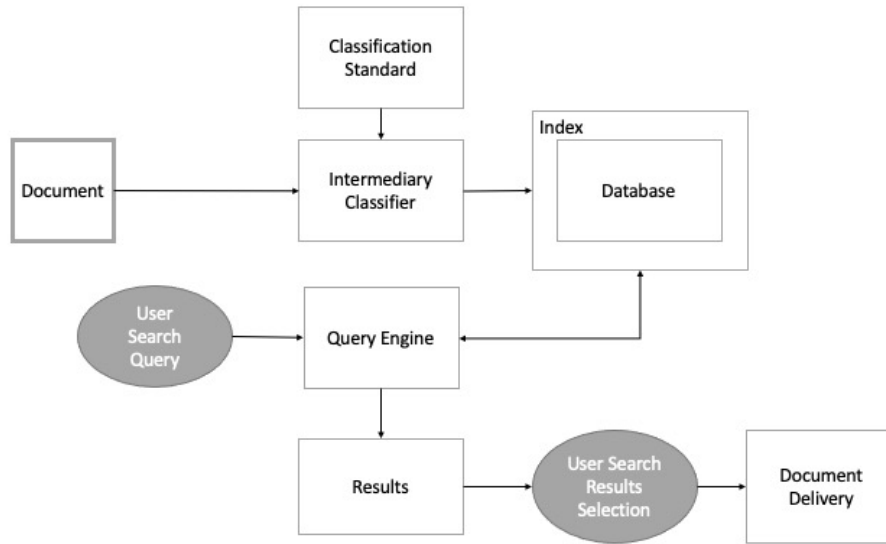 Classification
Standard
Index
Document
Intermediary
Classifier
Database
User
Search
Query
Query Engine
Results
User Search
Results
Selection
Document
Delivery